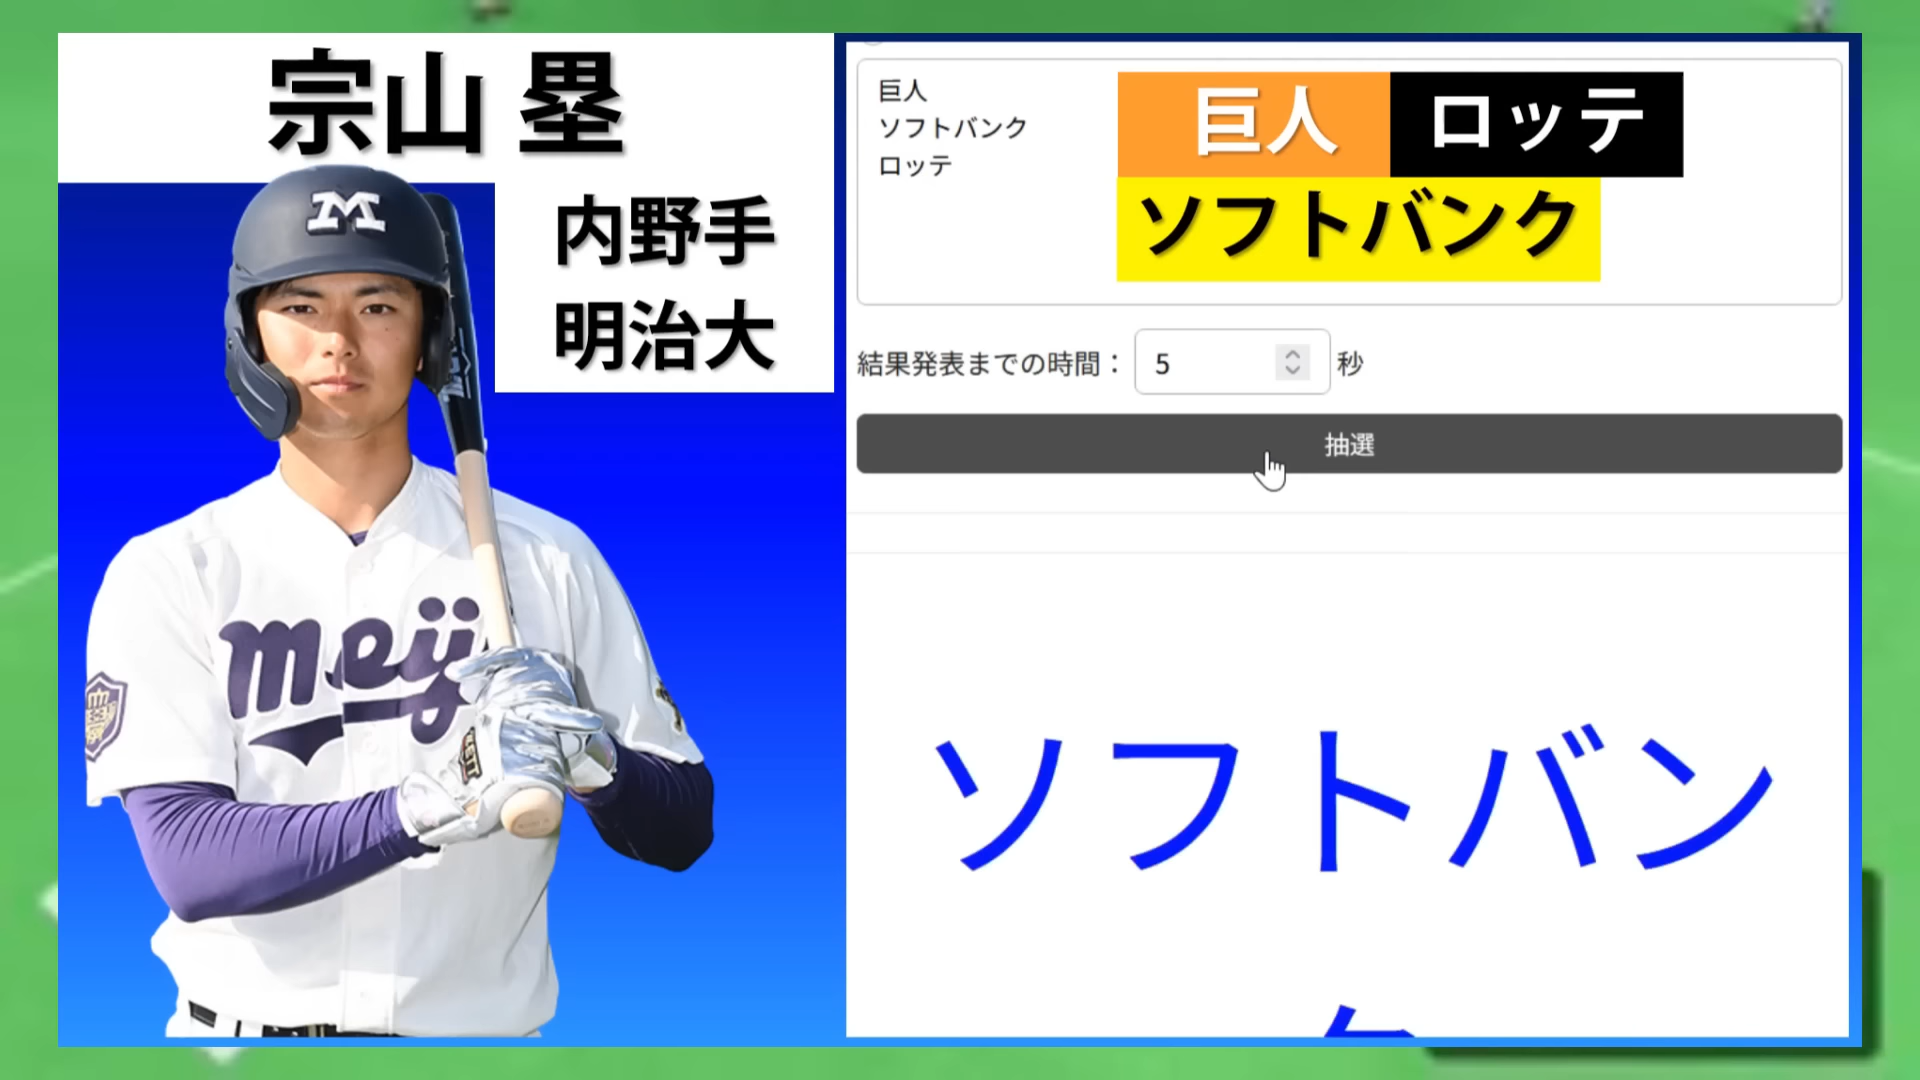 宗山 塁
内野手
明治大
M
meiji
ZETT
巨人
ソフトバンク
ロッテ
巨人 ロッテ
ソフトバンク
結果発表までの時間： 5 秒
抽選
ソフトバン
ク